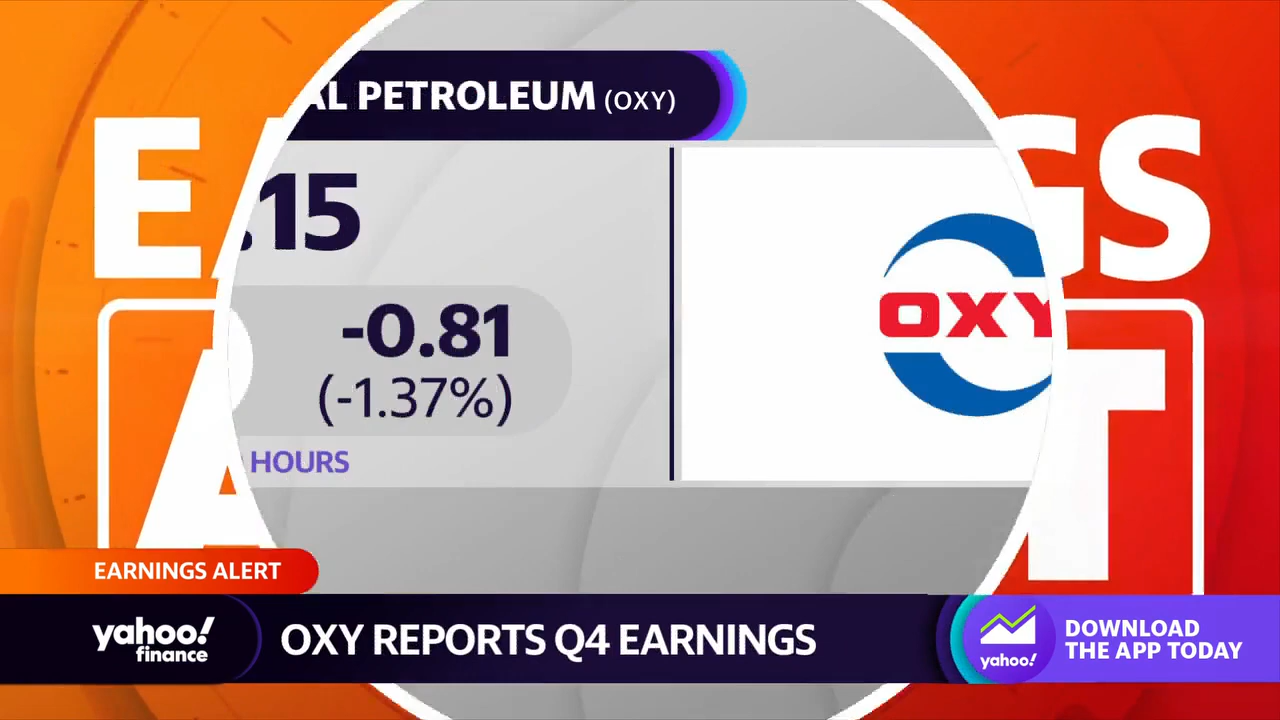 AL PETROLEUM (OXY)
.15
-0.81
(-1.37%)
HOURS
OXY
EARNINGS ALERT
yahoo!
finance
OXY REPORTS Q4 EARNINGS
yahoo!
DOWNLOAD
THE APP TODAY